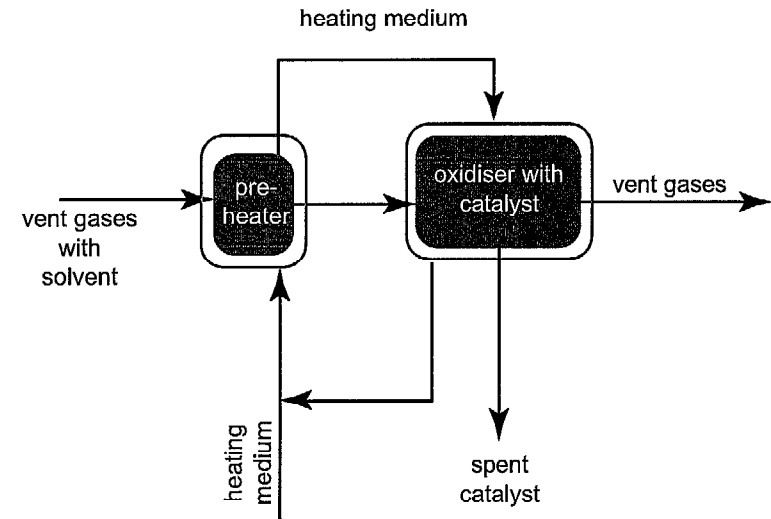 heating medium
pre-
heater
oxidiser with
catalyst
vent gases
vent gases
with
solvent
heating
medium
spent
catalyst